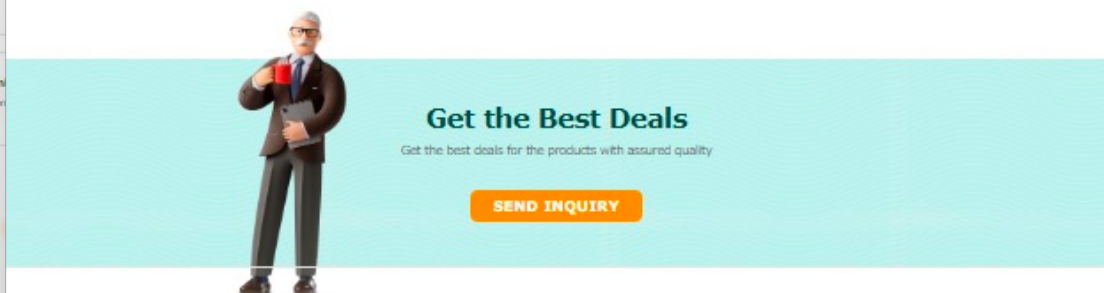 Get the Best Deals
Get the best deals for the products with assured quality
SEND INQUIRY